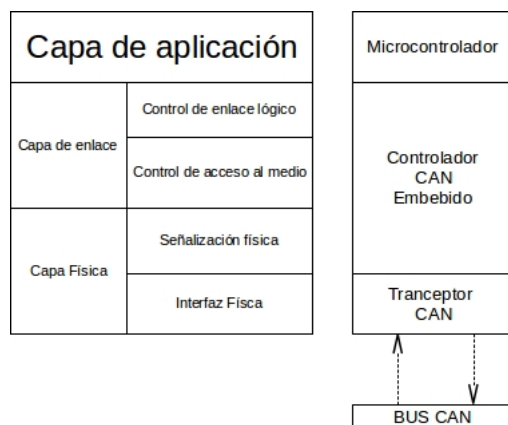 Capa de aplicación
Capa de enlace
Control de enlace lógico
Control de acceso al medio
Capa Física
Señalización física
Interfaz Físca
Microcontrolador
Controlador
CAN
Embebido
Tranceptor
CAN
BUS CAN